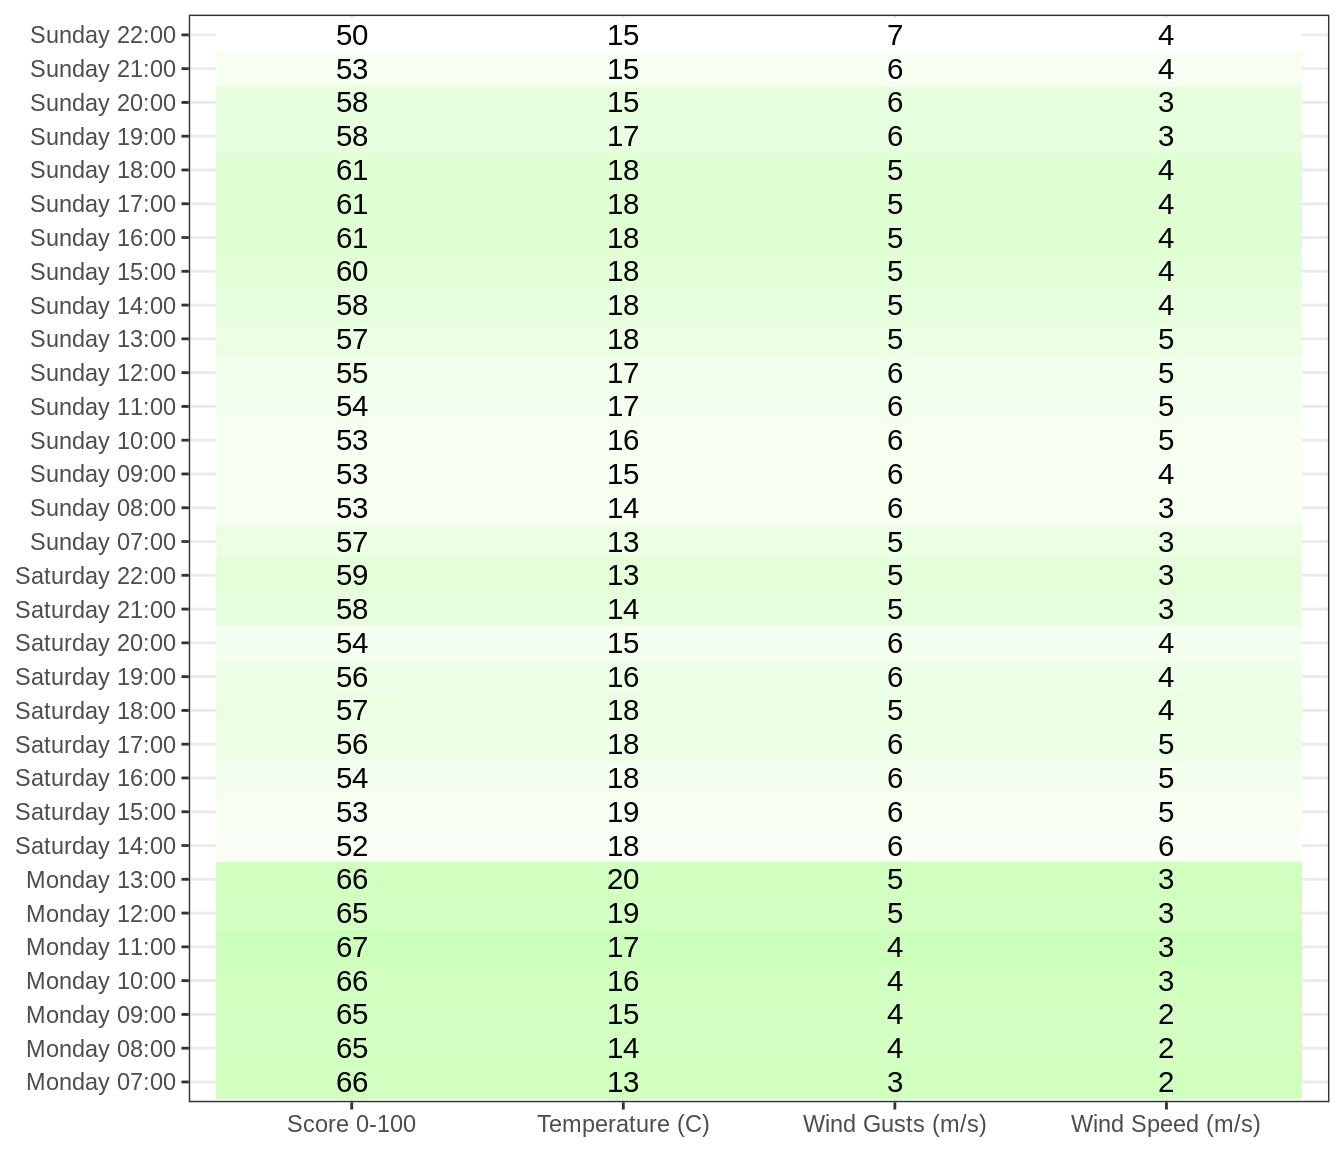 Sunday 22:00 50 15 7 4
Sunday 21:00 53 15 6 4
Sunday 20:00 58 15 6 3
Sunday 19:00 58 17 6 3
Sunday 18:00 61 18 5 4
Sunday 17:00 61 18 5 4
Sunday 16:00 61 18 5 4
Sunday 15:00 60 18 5 4
Sunday 14:00 58 18 5 4
Sunday 13:00 57 18 5 5
Sunday 12:00 55 17 6 5
Sunday 11:00 54 17 6 5
Sunday 10:00 53 16 6 5
Sunday 09:00 53 15 6 4
Sunday 08:00 53 14 6 3
Sunday 07:00 57 13 5 3
Saturday 22:00 59 13 5 3
Saturday 21:00 58 14 5 3
Saturday 20:00 54 15 6 4
Saturday 19:00 56 16 6 4
Saturday 18:00 57 18 5 4
Saturday 17:00 56 18 6 5
Saturday 16:00 54 18 6 5
Saturday 15:00 53 19 6 5
Saturday 14:00 52 18 6 6
Monday 13:00 66 20 5 3
Monday 12:00 65 19 5 3
Monday 11:00 67 17 4 3
Monday 10:00 66 16 4 3
Monday 09:00 65 15 4 2
Monday 08:00 65 14 4 2
Monday 07:00 66 13 3 2
Score 0-100 Temperature (C) Wind Gusts (m/s) Wind Speed (m/s)